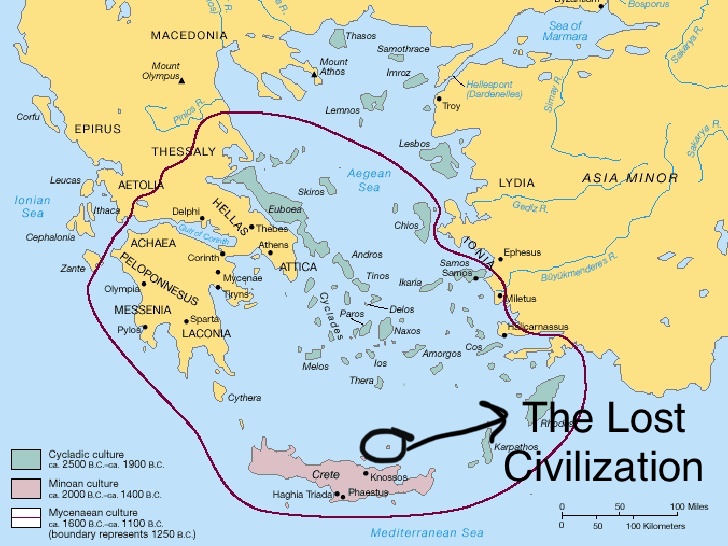 Byzantium
Bosporus
Sea of
Marmara
Sakarya R.
MACEDONIA
Thasos
Samothrace
Mount
Olympus
Mount
Athos
Imroz
Hellespont
(Dardenelles)
Simav R.
Troy
Lemnos
Corfu
Pinios R.
EPIRUS
Sakarya R.
THESSALY
Lesbos
Aegean
Sea
LYDIA
ASIA MINOR
Leucas
AETOLIA
Skiros
Ionian
Sea
Ithaca
Delphi
HELLAS
Euboea
Gediz R.
Chios
Cephalonia
Gulf of Corinth
Thebes
IONIA
ACHAEA
Athens
Zante
Corinth
ATTICA
Andros
Samos
Samos
Ephesus
PELOPONNESUS
Mycenae
Tinos
Ikaria
Büyükmenderes R.
Olympia
Tiryns
Miletus
MESSENIA
Cyclades
Delos
Paros
Pylos
Sparta
LACONIA
Naxos
Halicarnassus
Amorgos
Cos
Melos
Ios
Thera
Cythera
Rhodes
The Lost
Civilization
Karpathos
Crete
Knossos
Haghia Triadar
Phaestus
Mediterranean Sea
Cycladic culture
ca. 2500 B.C.–ca. 1900 B.C.
Minoan culture
ca. 2000 B.C.–ca. 1400 B.C.
Mycenaean culture
ca. 1600 B.C.–ca. 1100 B.C.
(boundary represents 1250 B.C.)
0 50 100 Miles
0 50 100 Kilometers